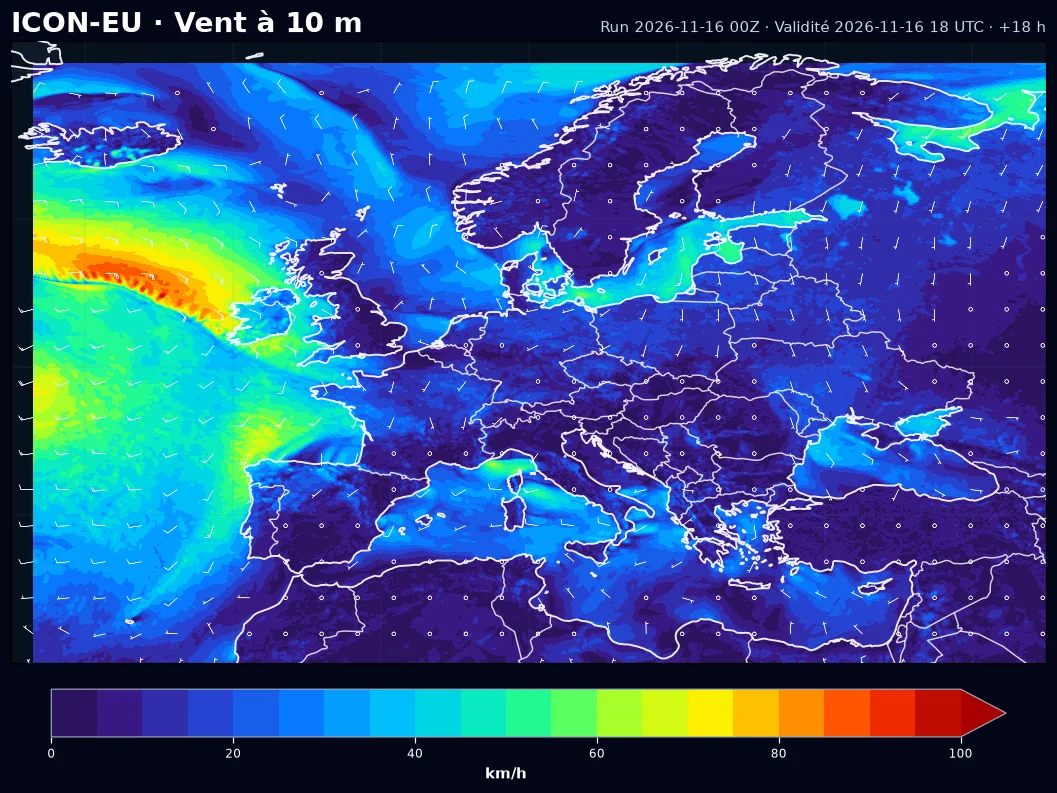 ICON-EU · Vent à 10 m
Run 2026-11-16 00Z · Validité 2026-11-16 18 UTC · +18 h
0 20 40 60 80 100
km/h